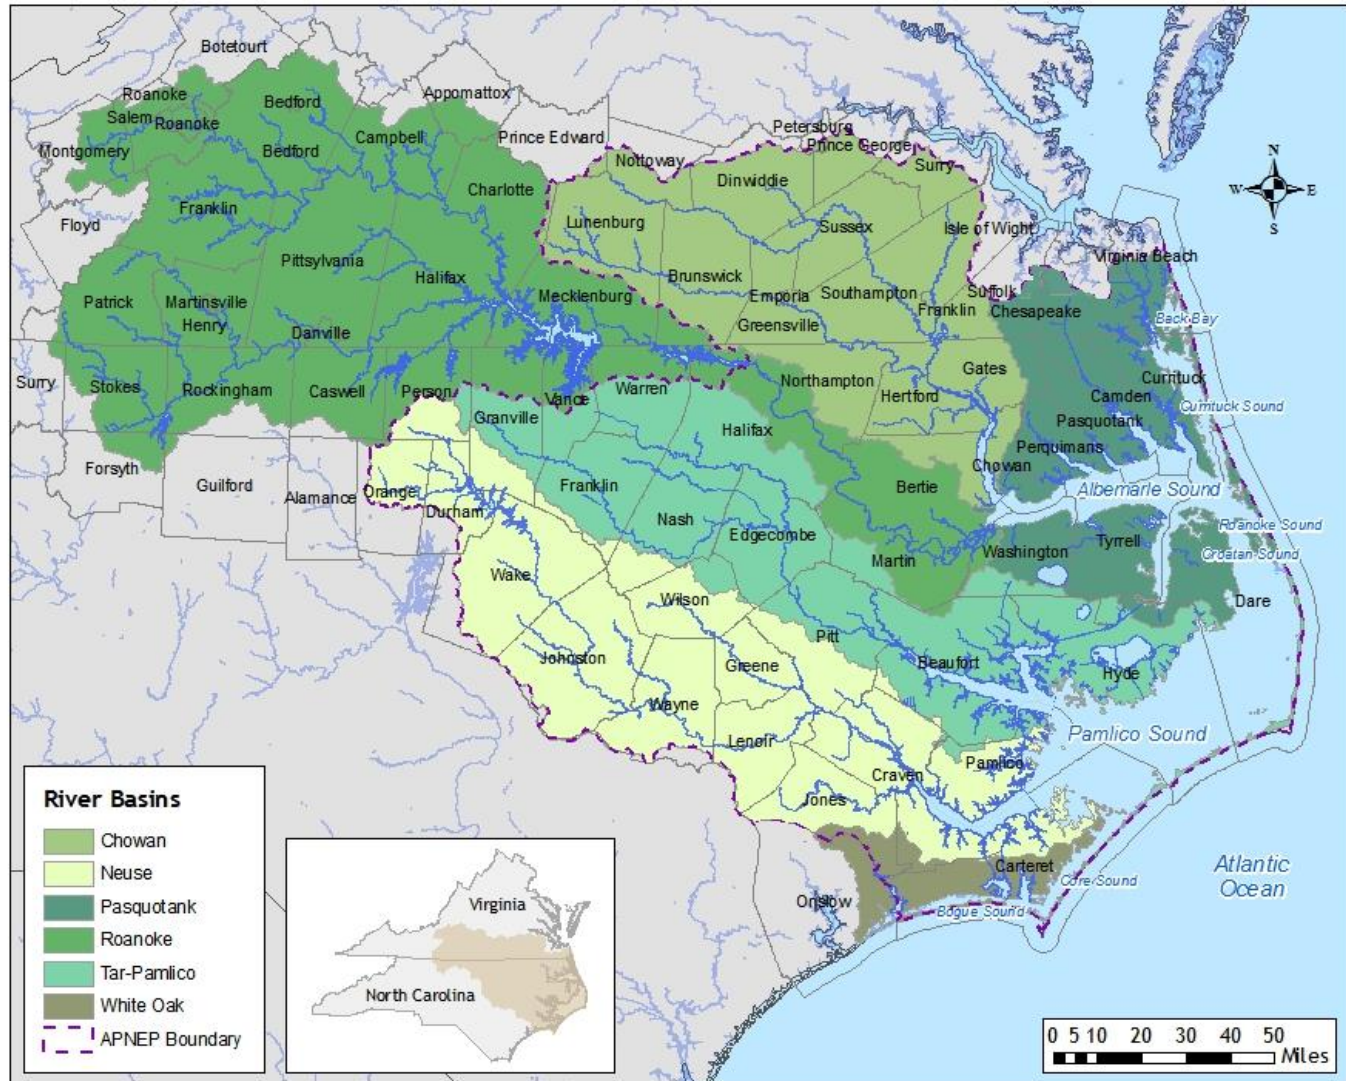 Botetourt
Roanoke
Bedford
Appomattox
Salem
Roanoke
Campbell
Prince Edward
Petersburg
Prince George
Montgomery
Bedford
Nottoway
Surry
N
W
E
S
Charlotte
Dinwiddie
Floyd
Franklin
Lunenburg
Sussex
Isle of Wight
Virginia Beach
Pittsylvania
Halifax
Brunswick
Mecklenburg
Emporia
Southampton
Suffolk
Patrick
Martinsville
Henry
Danville
Greensville
Franklin
Chesapeake
Back Bay
Surry
Stokes
Rockingham
Caswell
Person
Vance
Warren
Northampton
Hertford
Gates
Camden
Currituck
Currituck Sound
Granville
Halifax
Pasquotank
Perquimans
Forsyth
Guilford
Alamance
Orange
Durham
Franklin
Nash
Edgecombe
Bertie
Chowan
Albemarle Sound
Roanoke Sound
Croatan Sound
Martin
Washington
Tyrrell
Dare
Wake
Wilson
Pitt
Johnston
Greene
Beaufort
Hyde
Wayne
Lenoir
Pamlico Sound
Pamlico
Craven
Jones
Carteret
Onslow
Core Sound
Bogue Sound
Atlantic
Ocean
River Basins
Chowan
Neuse
Pasquotank
Roanoke
Tar-Pamlico
White Oak
APNEP Boundary
Virginia
North Carolina
0 5 10 20 30 40 50
Miles